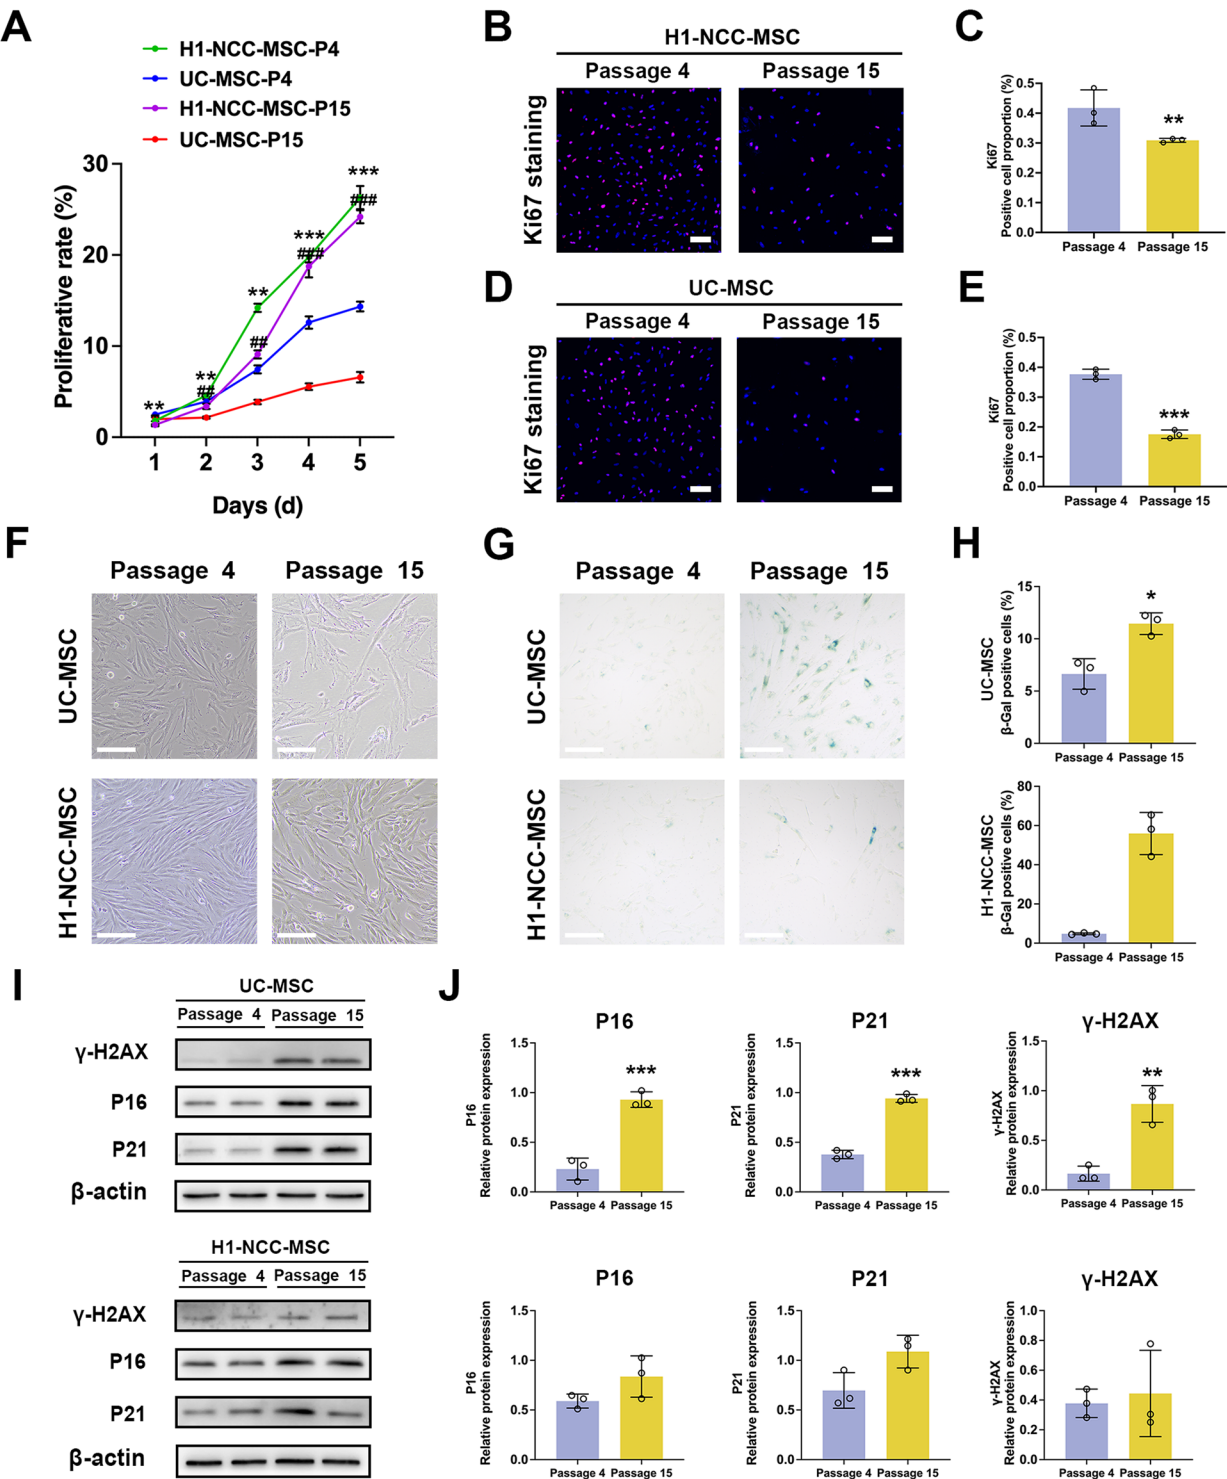 A
H1-NCC-MSC-P4
UC-MSC-P4
H1-NCC-MSC-P15
UC-MSC-P15
Proliferative rate (%)
30
20
10
0
**
**
##
**
##
***
###
***
###
1 2 3 4 5
Days (d)
B
H1-NCC-MSC
Passage 4 Passage 15
Ki67 staining
C
Ki67
Positive cell proportion (%)
0.5
0.4
0.3
0.2
0.1
0.0
**
Passage 4 Passage 15
D
UC-MSC
Passage 4 Passage 15
Ki67 staining
E
Ki67
Positive cell proportion (%)
0.5
0.4
0.3
0.2
0.1
0.0
***
Passage 4 Passage 15
F
Passage 4 Passage 15
UC-MSC
H1-NCC-MSC
G
Passage 4 Passage 15
UC-MSC
H1-NCC-MSC
H
UC-MSC
β-Gal positive cells (%)
15
10
5
0
*
Passage 4 Passage 15
H1-NCC-MSC
β-Gal positive cells (%)
80
60
40
20
0
Passage 4 Passage 15
I
UC-MSC
Passage 4 Passage 15
γ-H2AX
P16
P21
β-actin
H1-NCC-MSC
Passage 4 Passage 15
γ-H2AX
P16
P21
β-actin
J
P16
P16
Relative protein expression
1.5
1.0
0.5
0.0
***
Passage 4 Passage 15
P21
P21
Relative protein expression
1.5
1.0
0.5
0.0
***
Passage 4 Passage 15
γ-H2AX
γ-H2AX
Relative protein expression
1.5
1.0
0.5
0.0
**
Passage 4 Passage 15
P16
P16
Relative protein expression
1.5
1.0
0.5
0.0
Passage 4 Passage 15
P21
P21
Relative protein expression
1.5
1.0
0.5
0.0
Passage 4 Passage 15
γ-H2AX
γ-H2AX
Relative protein expression
1.0
0.8
0.6
0.4
0.2
0.0
Passage 4 Passage 15